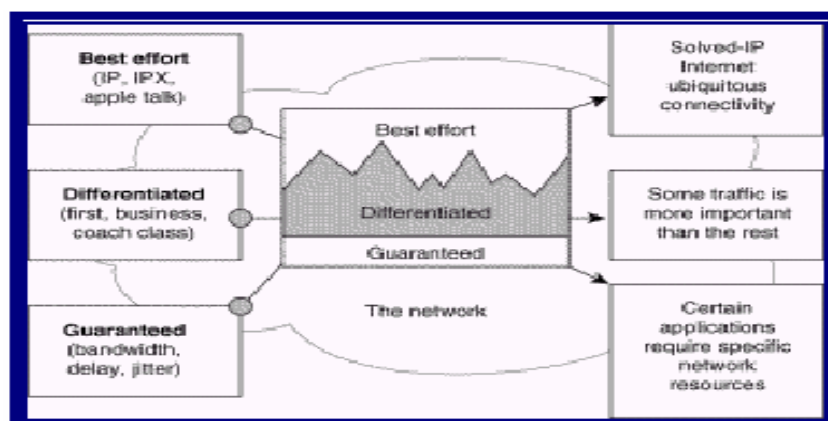 Best effort
(IP, IPX,
apple talk)
Differentiated
(first, business,
coach class)
Guaranteed
(bandwidth,
delay, jitter)
Best effort
Differentiated
Guaranteed
The network
Solved-IP
Internet
ubiquitous
connectivity
Some traffic is
more important
than the rest
Certain
applications
require specific
network
resources